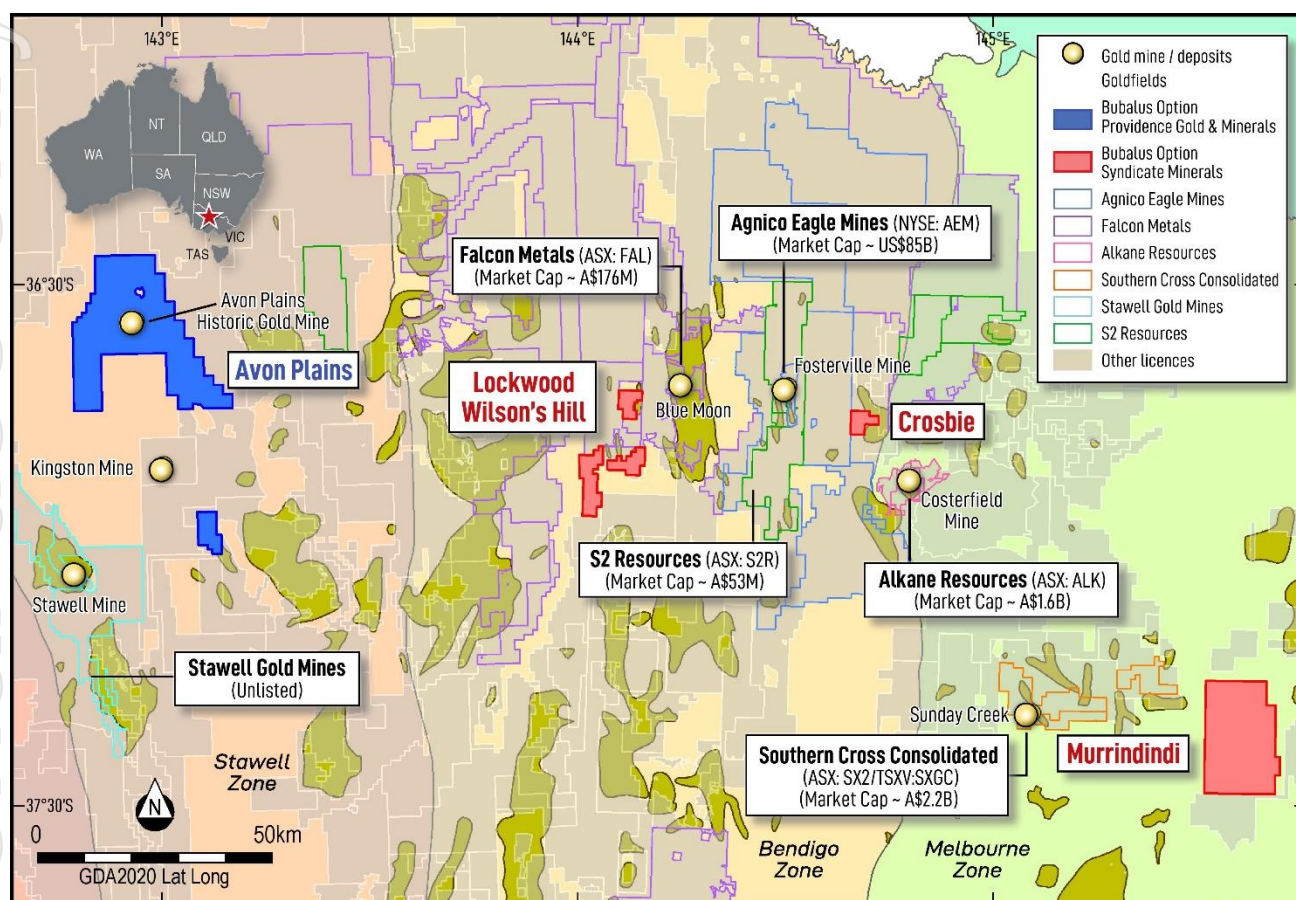 143°E
144°E
145°E
Gold mine / deposits
Goldfields
Bubalus Option
Providence Gold & Minerals
Bubalus Option
Syndicate Minerals
Agnico Eagle Mines
Falcon Metals
Alkane Resources
Southern Cross Consolidated
Stawell Gold Mines
S2 Resources
Other licences
NT
QLD
WA
SA
NSW
VIC
TAS
36°30'S
Agnico Eagle Mines (NYSE: AEM)
(Market Cap ~ US$85B)
Falcon Metals (ASX: FAL)
(Market Cap ~ A$176M)
Avon Plains
Historic Gold Mine
Avon Plains
Lockwood
Wilson's Hill
Blue Moon
Fosterville Mine
Crosbie
Kingston Mine
Costerfield
Mine
S2 Resources (ASX: S2R)
(Market Cap ~ A$53M)
Alkane Resources (ASX: ALK)
(Market Cap ~ A$1.6B)
Stawell Mine
Stawell Gold Mines
(Unlisted)
Sunday Creek
Murrindindi
Southern Cross Consolidated
(ASX: SX2/TSXV:SXGC)
(Market Cap ~ A$2.2B)
Stawell
Zone
37°30'S
N
0
50km
GDA2020 Lat Long
Bendigo
Zone
Melbourne
Zone